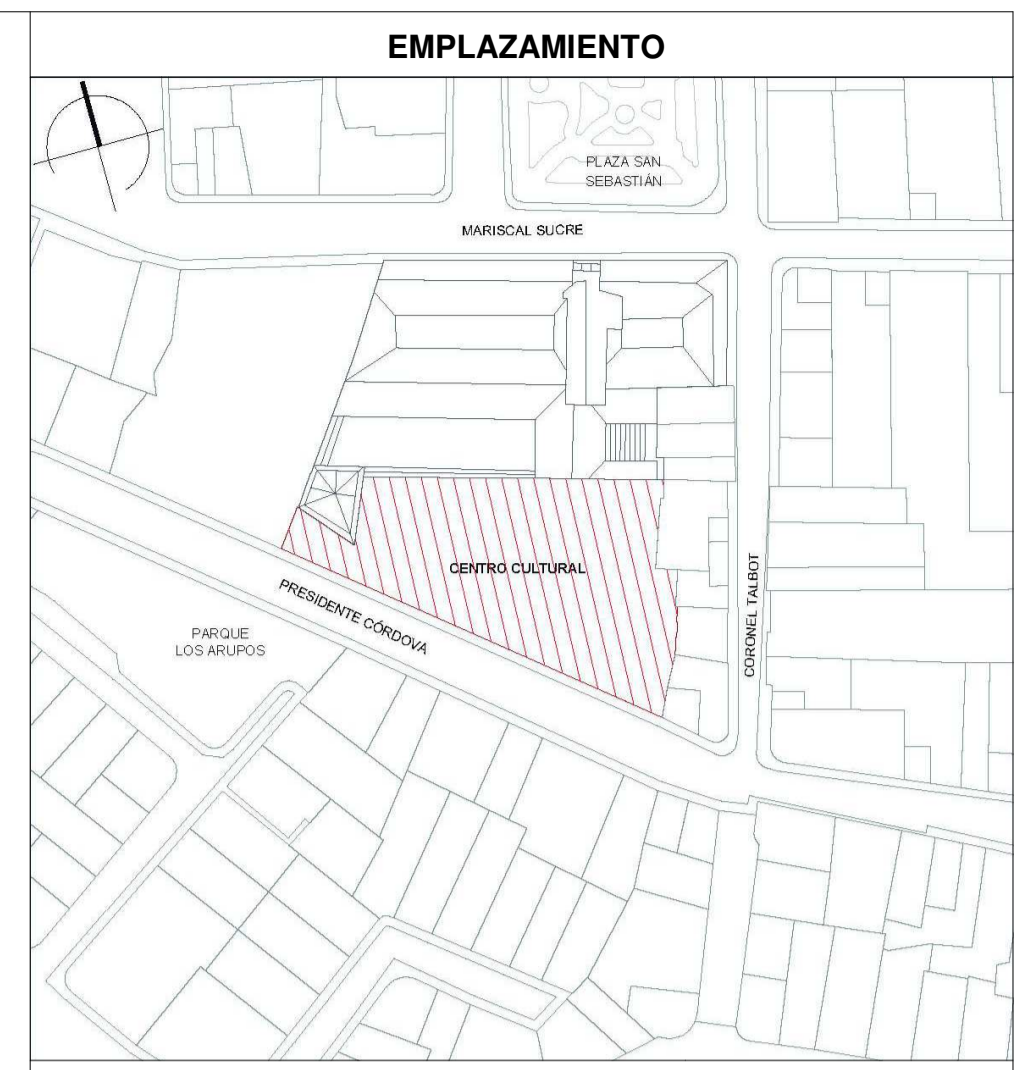 EMPLAZAMIENTO
PLAZA SAN
SEBASTIÁN
MARISCAL SUCRE
CENTRO CULTURAL
CORONEL TALBOT
PRESIDENTE CÓRDOVA
PARQUE
LOS ARUPOS